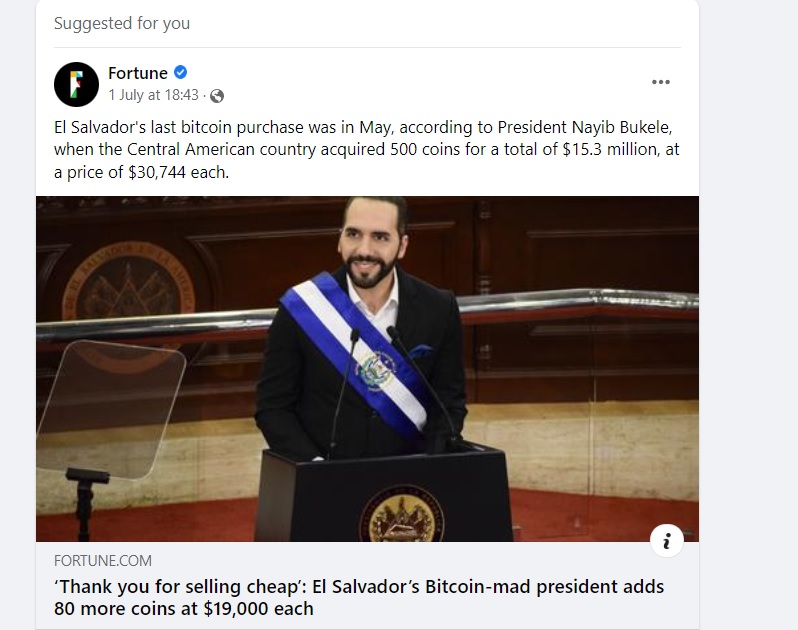 Suggested for you
Fortune
1 July at 18:43 ·
El Salvador's last bitcoin purchase was in May, according to President Nayib Bukele,
when the Central American country acquired 500 coins for a total of $15.3 million, at
a price of $30,744 each.
FORTUNE.COM
‘Thank you for selling cheap’: El Salvador’s Bitcoin-mad president adds
80 more coins at $19,000 each